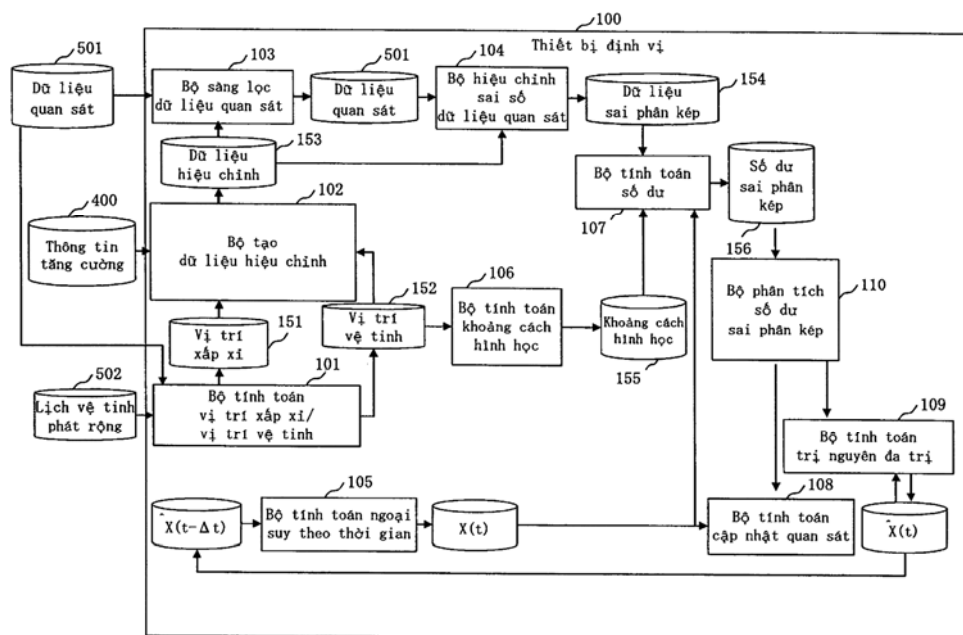 100
Thiết bị định vị
501
Dữ liệu
quan sát
103
Bộ sàng lọc
dữ liệu quan sát
501
Dữ liệu
quan sát
104
Bộ hiệu chỉnh
sai số
dữ liệu quan sát
154
Dữ liệu
sai phân kép
153
Dữ liệu
hiệu chỉnh
Bộ tính toán
số dư
107
Số dư
sai phân
kép
156
400
Thông tin
tăng cường
102
Bộ tạo
dữ liệu hiệu chỉnh
152
Vị trí
vệ tinh
106
Bộ tính toán
khoảng cách
hình học
Khoảng cách
hình học
155
Bộ phân tích
số dư
sai phân kép
110
151
Vị trí
xấp xỉ
502
Lịch vệ tinh
phát rộng
101
Bộ tính toán
vị trí xấp xỉ/
vị trí vệ tinh
109
Bộ tính toán
trị nguyên đa trị
105
X̂(t-Δt)
Bộ tính toán ngoại
suy theo thời gian
X(t)
108
Bộ tính toán
cập nhật quan sát
X̂(t)